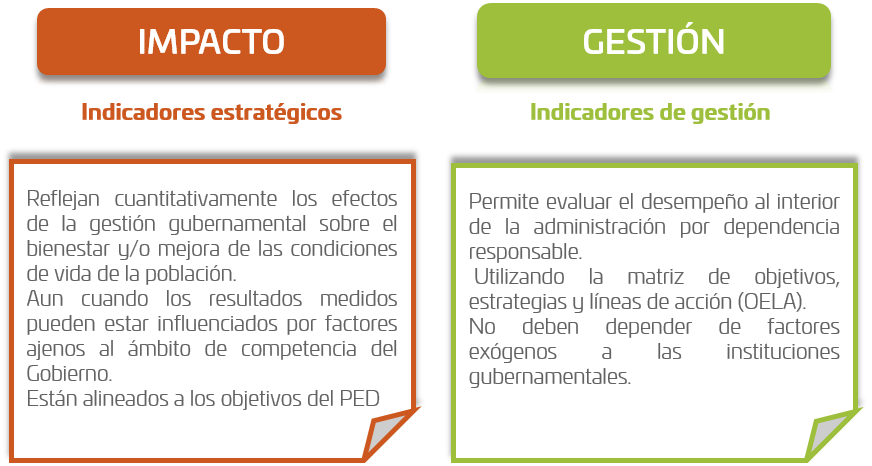 IMPACTO
Indicadores estratégicos
Reflejan cuantitativamente los efectos
de la gestión gubernamental sobre el
bienestar y/o mejora de las condiciones
de vida de la población.
Aun cuando los resultados medidos
pueden estar influenciados por factores
ajenos al ámbito de competencia del
Gobierno.
Están alineados a los objetivos del PED
GESTIÓN
Indicadores de gestión
Permite evaluar el desempeño al interior
de la administración por dependencia
responsable.
Utilizando la matriz de objetivos,
estrategias y líneas de acción (OELA).
No deben depender de factores
exógenos a las instituciones
gubernamentales.